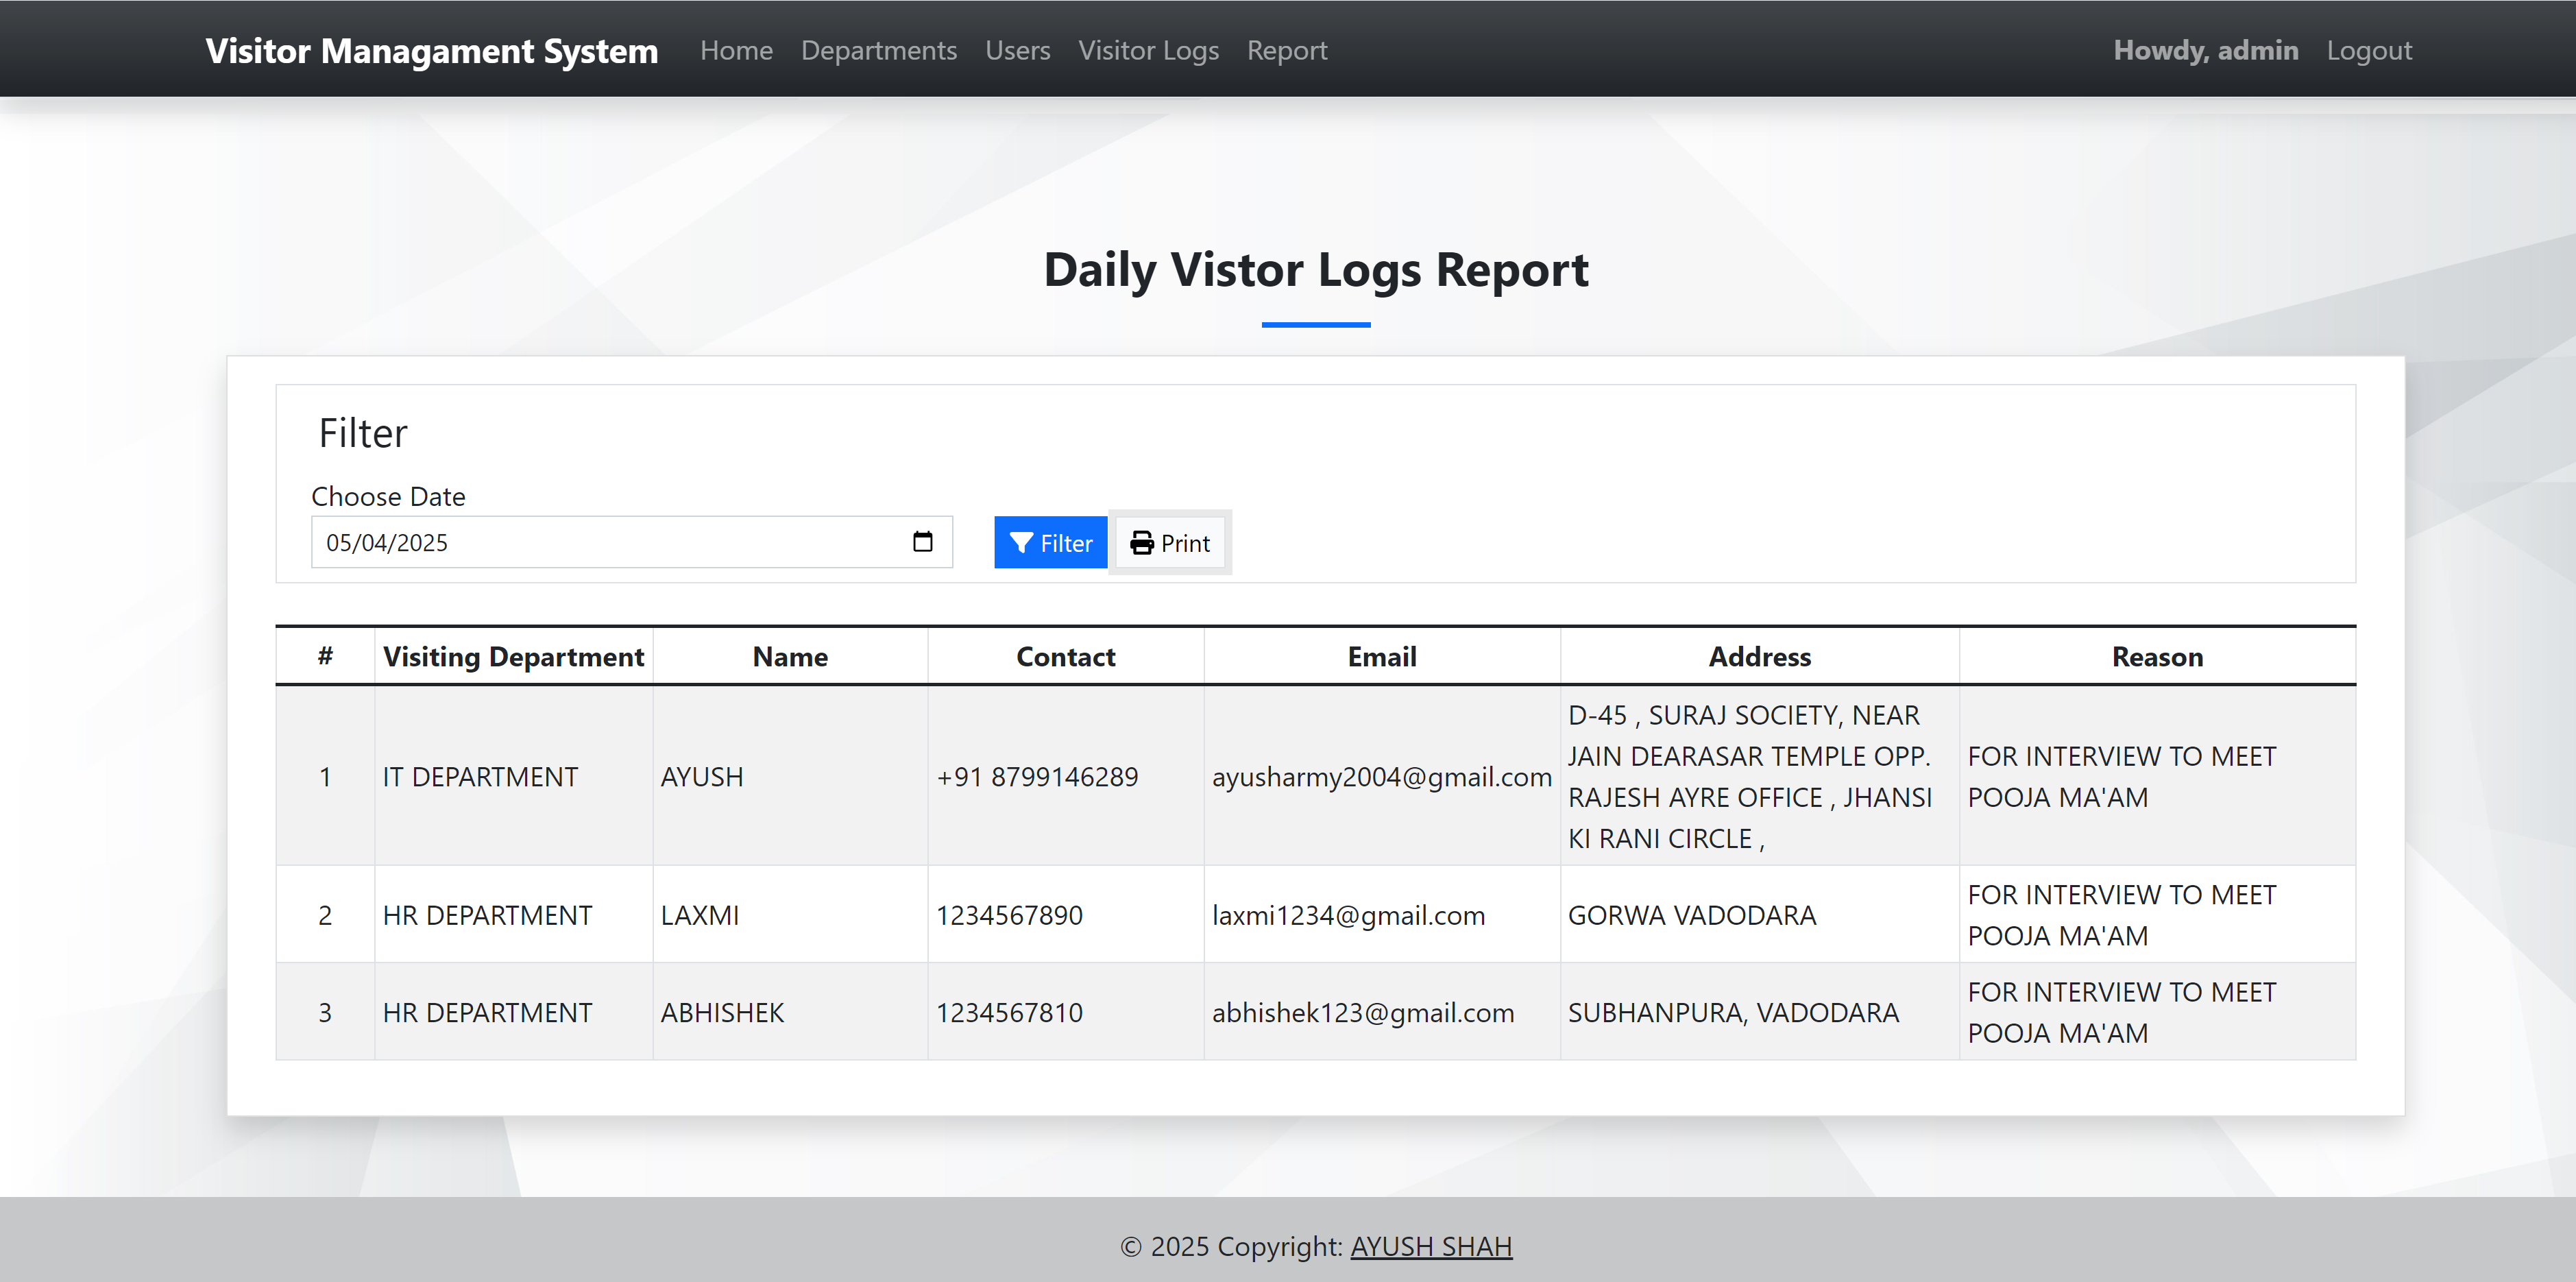 Visitor Managament System Home Departments Users Visitor Logs Report Howdy, admin Logout
Daily Vistor Logs Report
Filter
Choose Date
05/04/2025 Filter Print
# Visiting Department Name Contact Email Address Reason
1 IT DEPARTMENT AYUSH +91 8799146289 ayusharmy2004@gmail.com
D-45 , SURAJ SOCIETY, NEAR
JAIN DEARASAR TEMPLE OPP.
RAJESH AYRE OFFICE , JHANSI
KI RANI CIRCLE ,
FOR INTERVIEW TO MEET
POOJA MA'AM
2 HR DEPARTMENT LAXMI 1234567890 laxmi1234@gmail.com GORWA VADODARA
FOR INTERVIEW TO MEET
POOJA MA'AM
3 HR DEPARTMENT ABHISHEK 1234567810 abhishek123@gmail.com SUBHANPURA, VADODARA
FOR INTERVIEW TO MEET
POOJA MA'AM
© 2025 Copyright: AYUSH SHAH